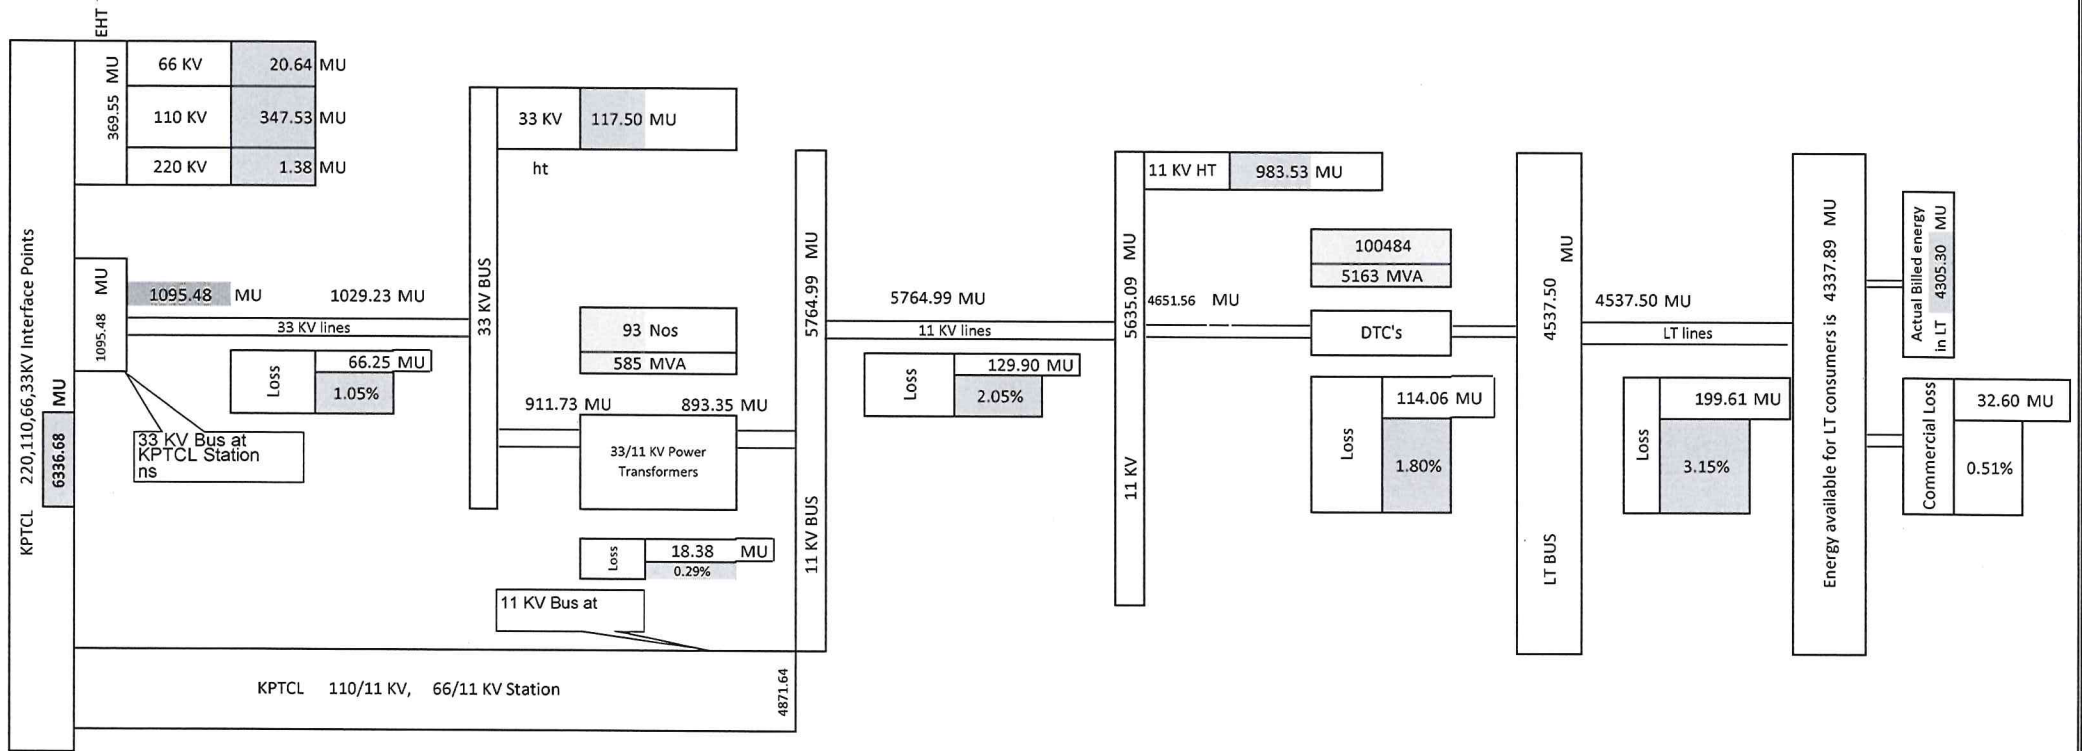 EHT
KPTCL 220,110,66,33KV Interface Points
6336.68 MU
369.55 MU
66 KV 20.64 MU
110 KV 347.53 MU
220 KV 1.38 MU
1095.48 MU
1095.48 MU 1029.23 MU
33 KV lines
Loss 66.25 MU
1.05%
33 KV Bus at
KPTCL Station
ns
33 KV BUS
33 KV 117.50 MU
ht
93 Nos
585 MVA
911.73 MU 893.35 MU
33/11 KV Power
Transformers
Loss 18.38 MU
0.29%
11 KV Bus at
KPTCL 110/11 KV, 66/11 KV Station
4871.64
11 KV BUS 5764.99 MU
5764.99 MU
11 KV lines
Loss 129.90 MU
2.05%
11 KV 5635.09 MU
11 KV HT 983.53 MU
4651.56 MU
100484
5163 MVA
DTC's
Loss 114.06 MU
1.80%
LT BUS 4537.50 MU
4537.50 MU
LT lines
Loss 199.61 MU
3.15%
Energy available for LT consumers is 4337.89 MU
Actual Billed energy
in LT 4305.30 MU
Commercial Loss 32.60 MU
0.51%